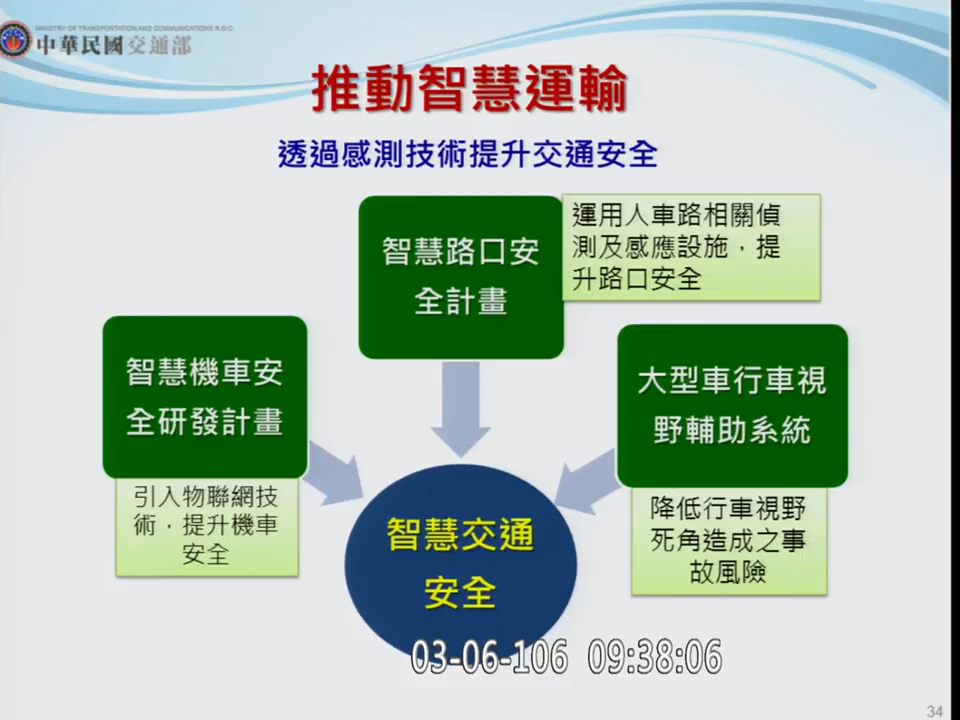 MINISTRY OF TRANSPORTATION AND COMMUNICATIONS R.O.C.
中華民國交通部
推動智慧運輸
透過感測技術提升交通安全
智慧路口安
全計畫
運用人車路相關偵
測及感應設施，提
升路口安全
智慧機車安
全研發計畫
引入物聯網技
術，提升機車
安全
大型車行車視
野輔助系統
降低行車視野
死角造成之事
故風險
智慧交通
安全
03-06-106 09:38:06
34